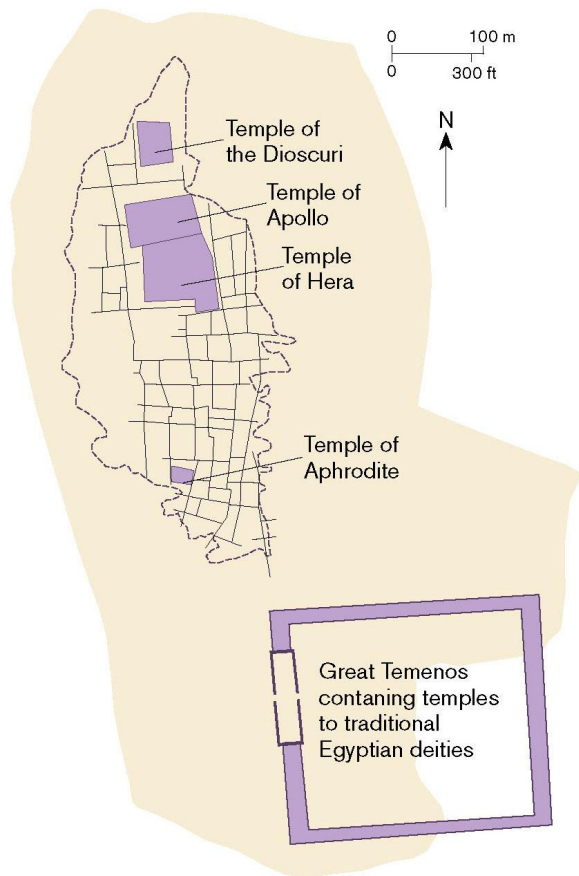 0 100 m
0 300 ft
N
Temple of
the Dioscuri
Temple of
Apollo
Temple
of Hera
Temple of
Aphrodite
Great Temenos
contaning temples
to traditional
Egyptian deities